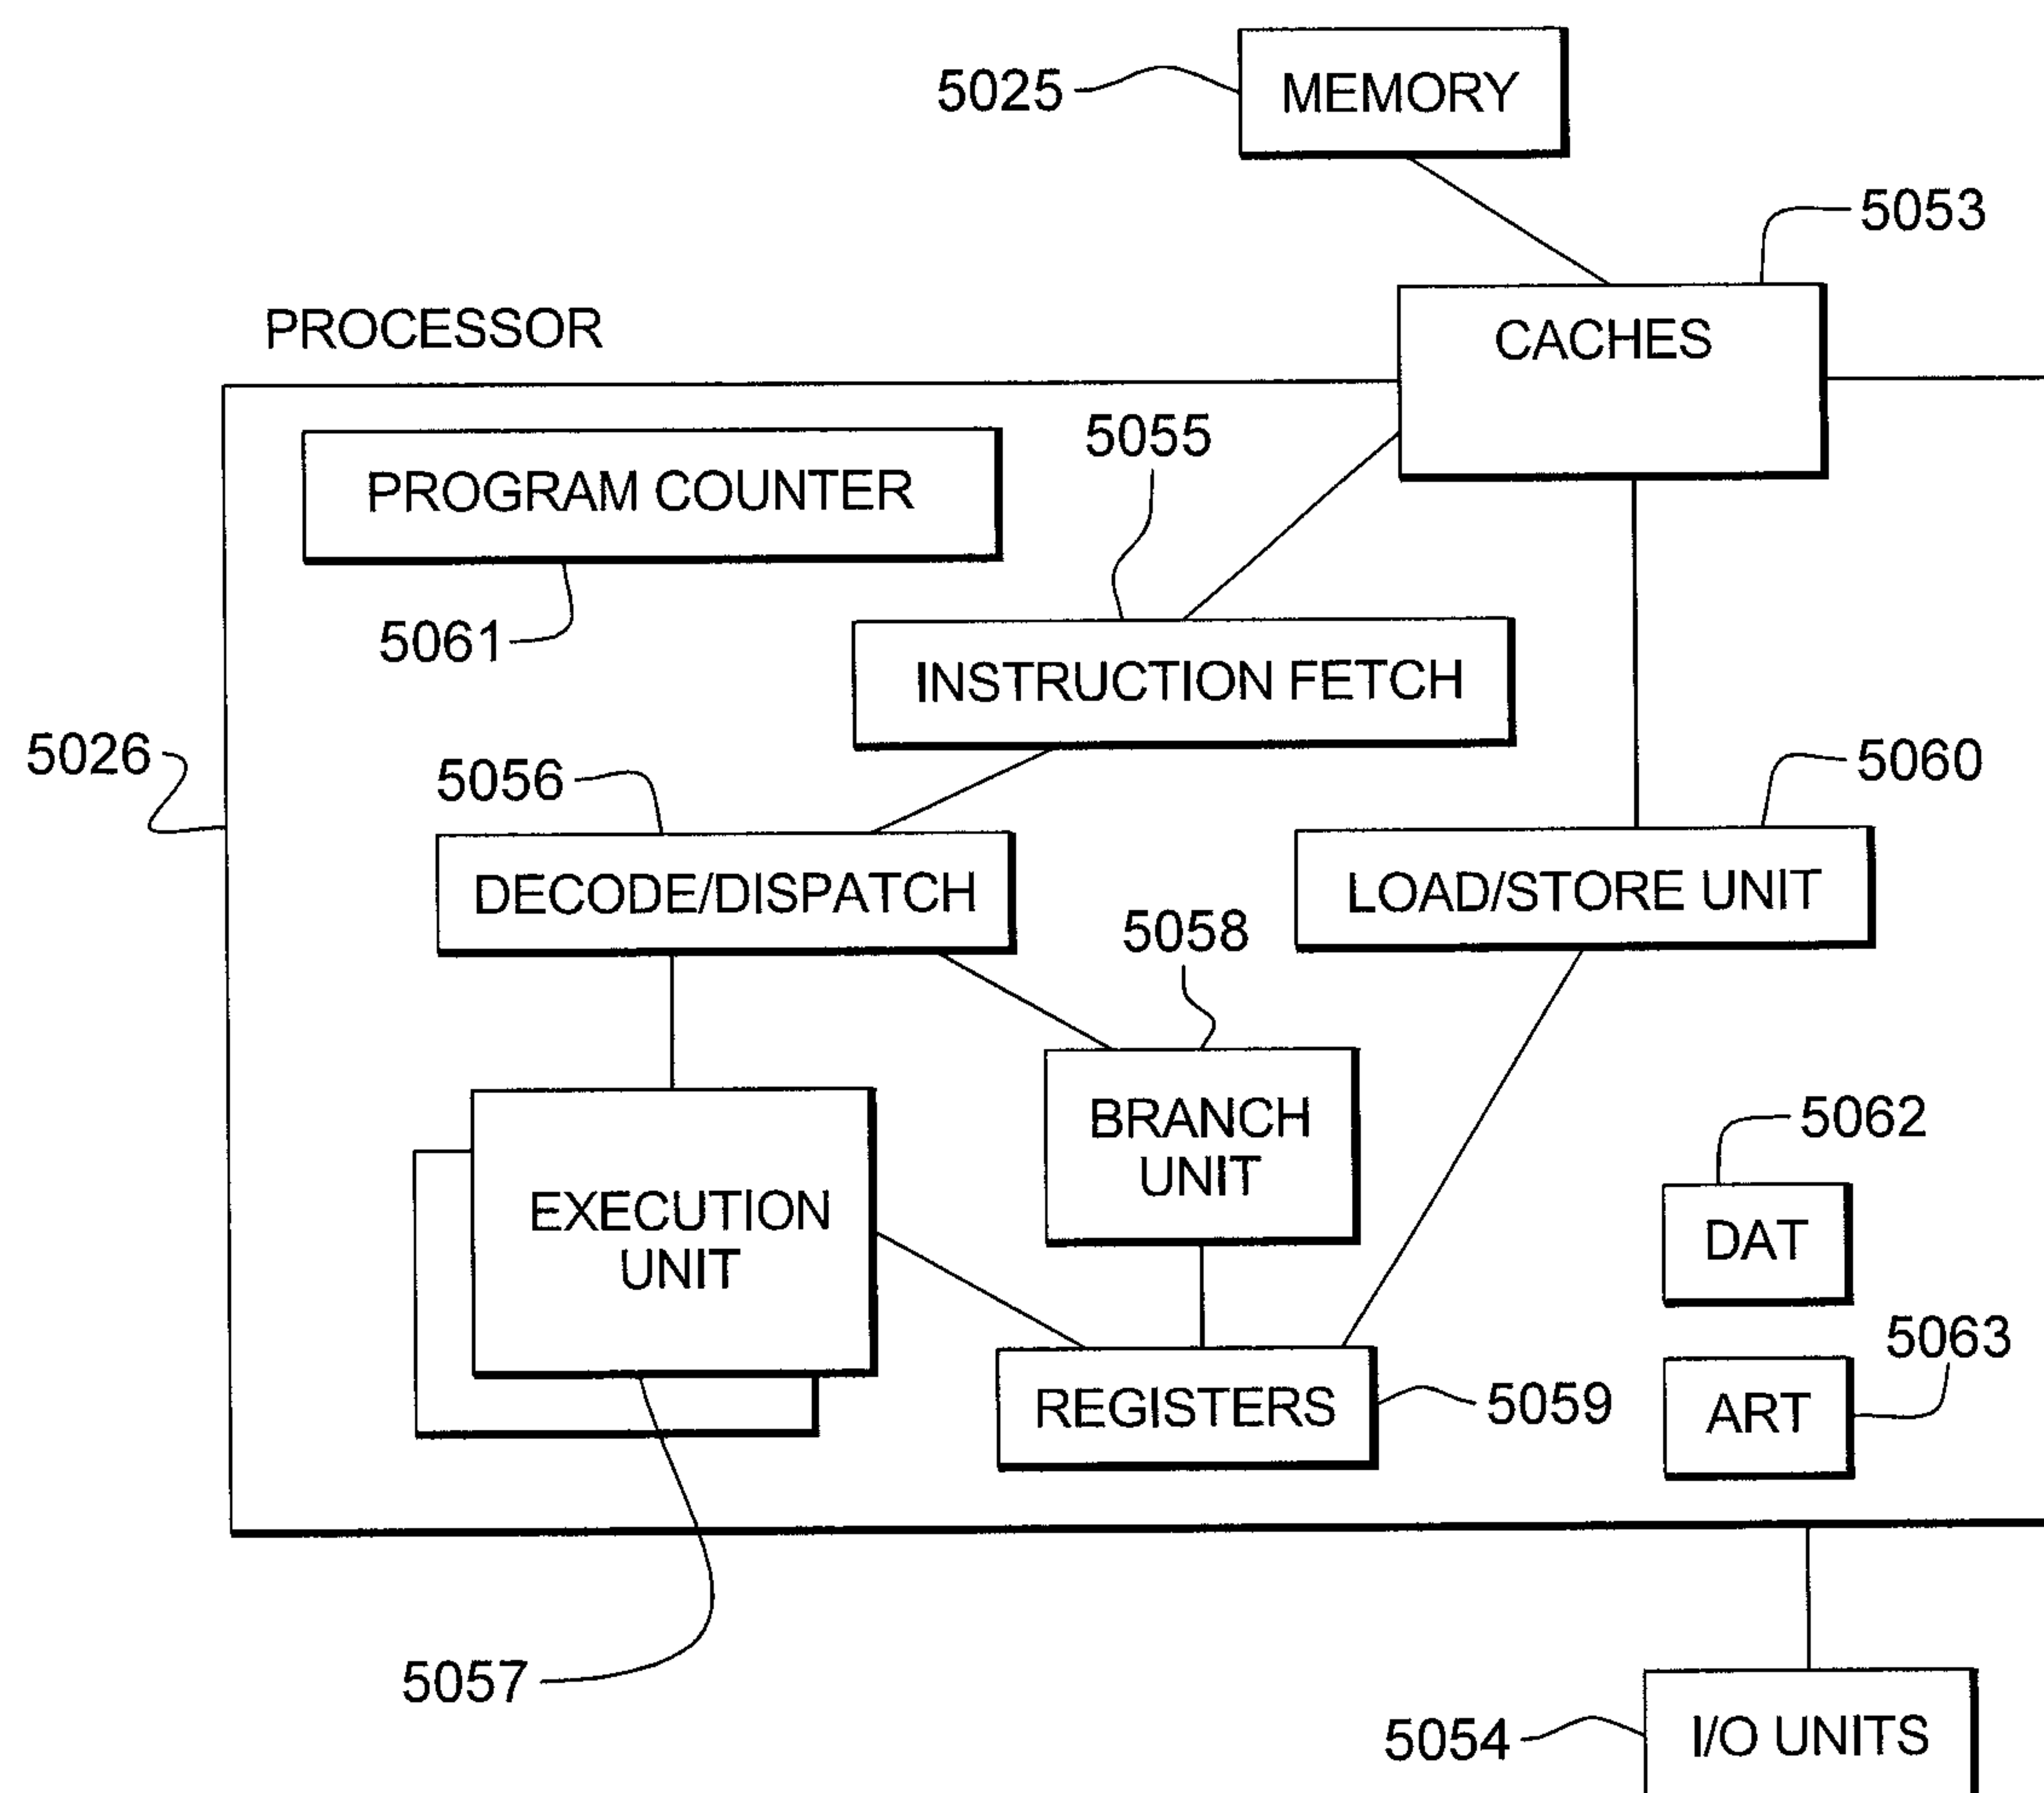 MEMORY
5025
5053
CACHES
PROCESSOR
PROGRAM COUNTER
5055
5061
INSTRUCTION FETCH
5026
5056
5060
DECODE/DISPATCH
LOAD/STORE UNIT
5058
BRANCH
UNIT
5062
EXECUTION
UNIT
DAT
5063
REGISTERS
5059
ART
5057
5054
I/O UNITS